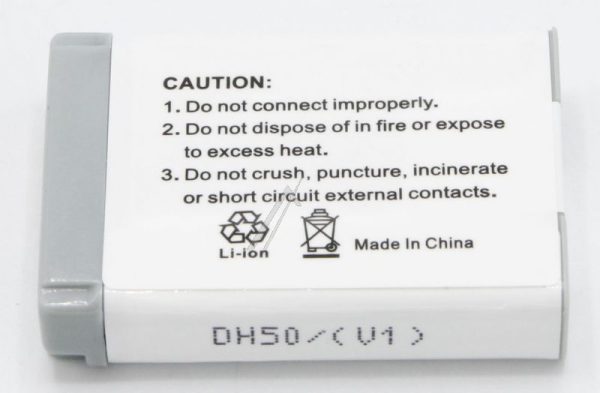 CAUTION:
1. Do not connect improperly.
2. Do not dispose of in fire or expose
to excess heat.
3. Do not crush, puncture, incinerate
or short circuit external contacts.
Li-ion
Made In China
DH50/(V1)